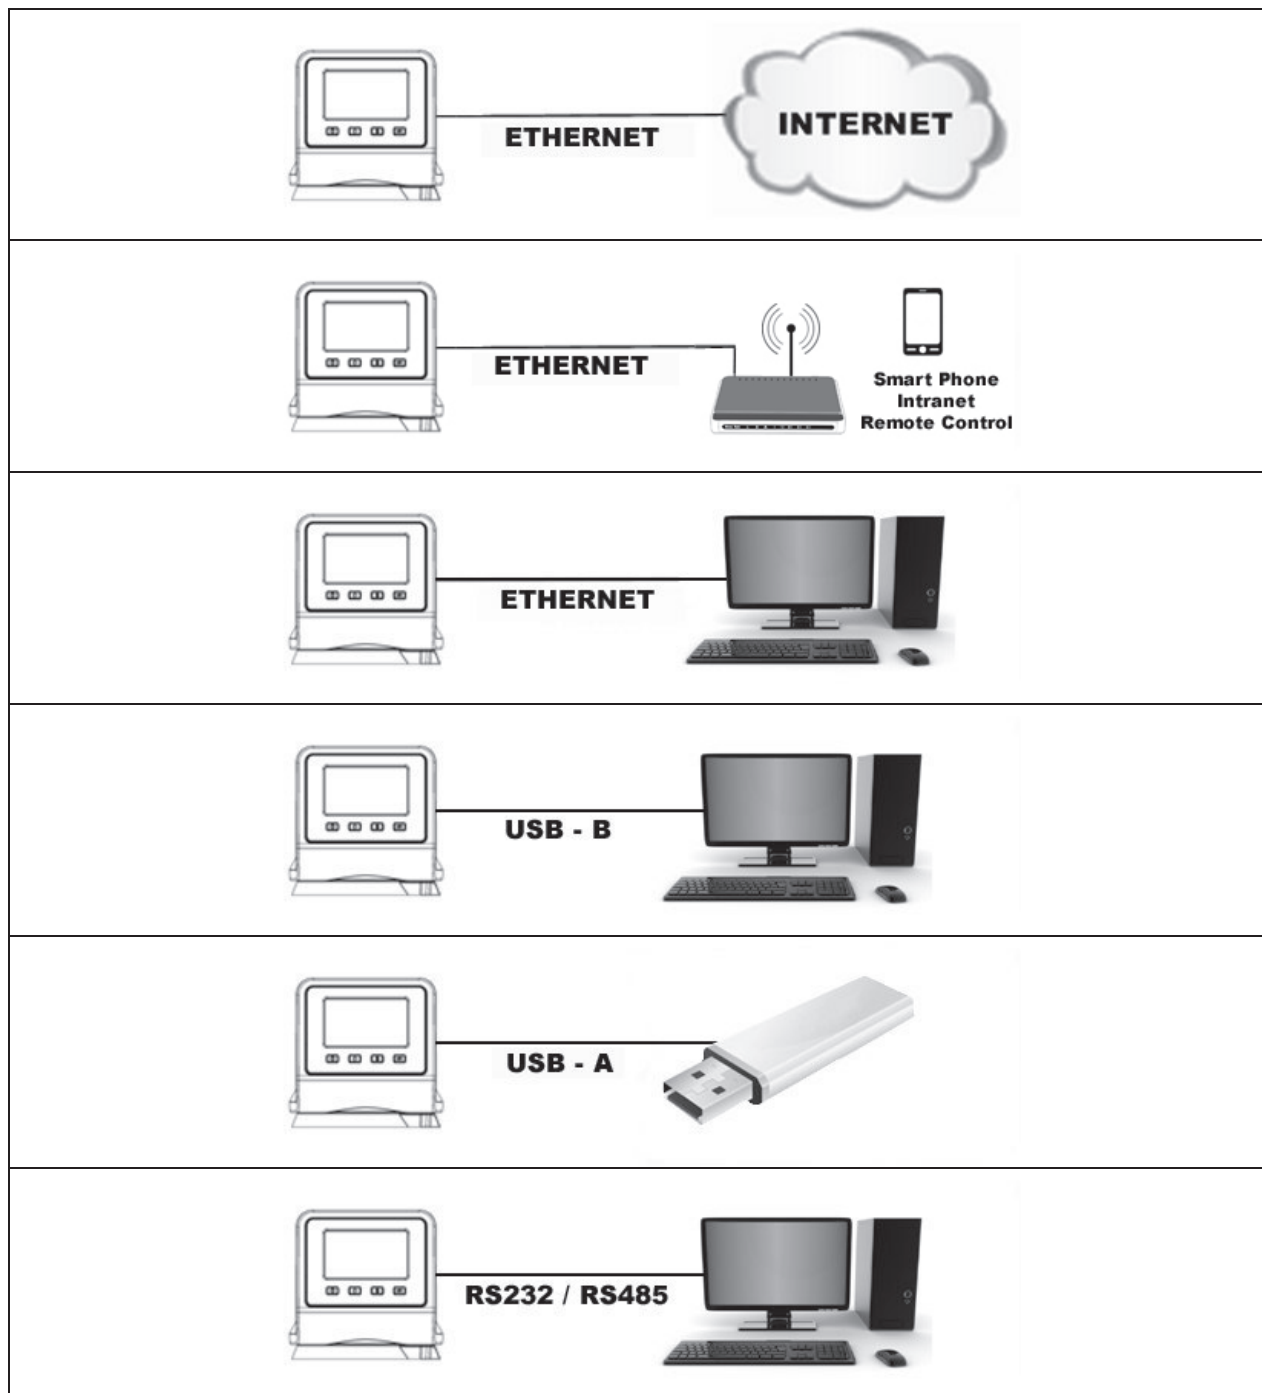 ETHERNET
INTERNET
ETHERNET
Smart Phone
Intranet
Remote Control
ETHERNET
USB - B
USB - A
RS232 / RS485